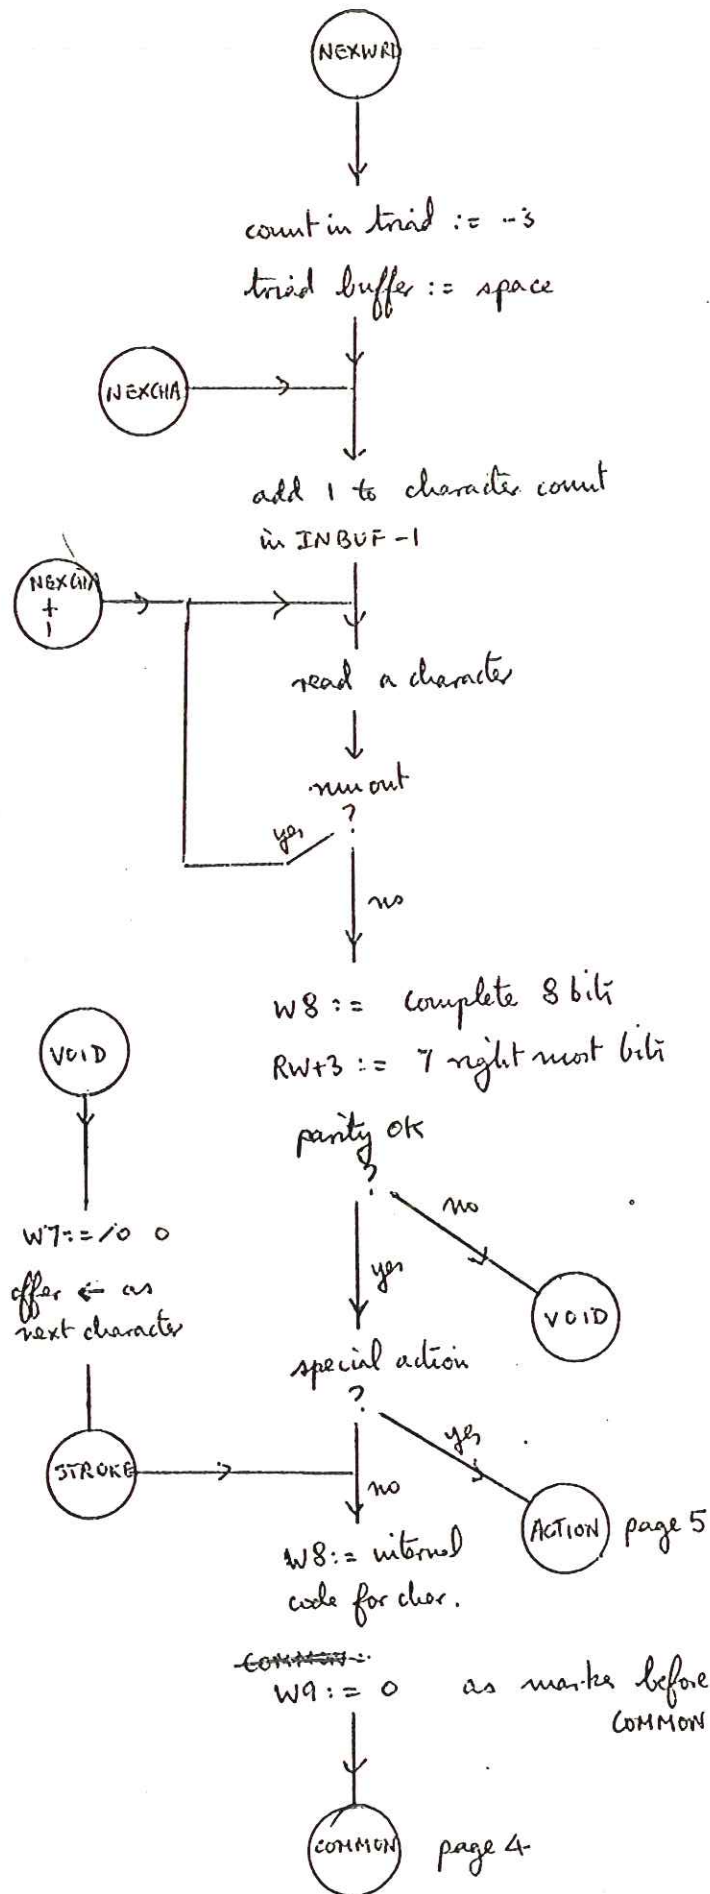 NEXWRD
count in triad := -3
triad buffer := space
NEXCHA
add 1 to character count
in INBUF-1
NEXCHA
+
1
read a character
run out
?
yes
no
W8 := complete 8 bits
RW+3 := 7 right most bits
VOID
parity OK
?
no
yes
VOID
W7:=10 0
offer ← as
next character
special action
?
yes
no
STROKE
ACTION page 5
W8:= internal
code for char.
COMMON:
W9:= 0 as marker before
COMMON
COMMON page 4